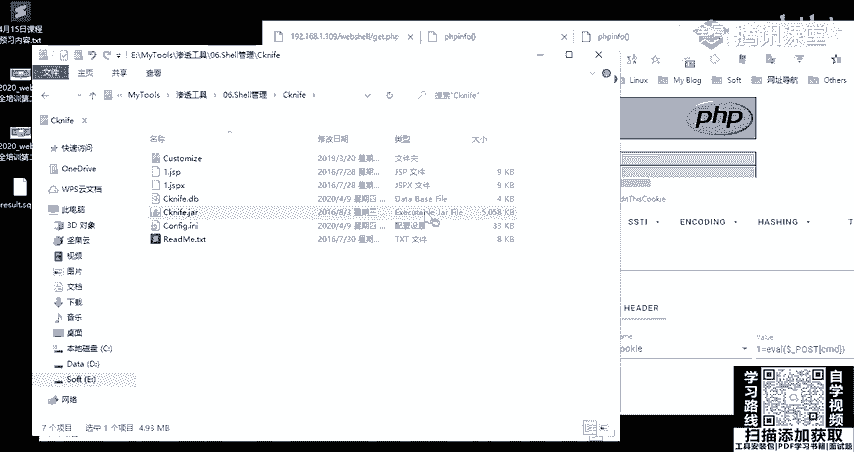 4月15日课程
预习内容.txt
2020_web
全培训第二
2020_web
全培训第
result.sq
192.168.1.109/webshell/get.php
phpinfo()
phpinfo()
腾讯课堂
E:\MyTools\渗透工具\06.Shell管理\Cknife
文件 主页 共享 查看
MyTools 渗透工具 06.Shell管理 Cknife
搜索"Cknife"
Linux My Blog Soft 网址导航 Others
Cknife
php
名称 修改日期 类型 大小
快速访问
OneDrive
WPS云文档
此电脑
3D 对象
坚果云
视频
图片
文档
下载
音乐
桌面
本地磁盘 (C:)
Data (D:)
Soft (E:)
网络
Customize 2019/3/20 星期... 文件夹
1.jsp 2016/7/28 星期... JSP 文件 9 KB
1.jspx 2016/7/28 星期... JSPX 文件 9 KB
Cknife.db 2020/4/9 星期四 ... Data Base File 4 KB
Cknife.jar 2016/8/3 星期三... Executable Jar File 5,058 KB
Config.ini 2020/4/9 星期四 ... 配置设置 33 KB
ReadMe.txt 2016/7/30 星期... TXT 文件 8 KB
SSTI ENCODING HASHING
HEADER
Value
ookie 1=eval($_POST[cmd])
7 个项目 选中 1 个项目 4.93 MB
学习路线
自学视频
扫描添加获取
工具安装包|PDF学习书籍|面试题